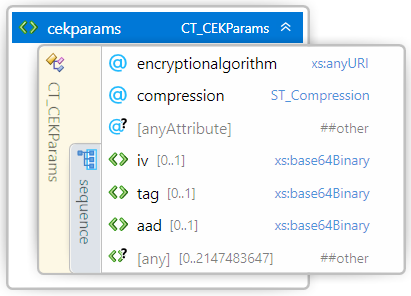 cekparams CT_CEKParams
CT_CEKParams
encryptionalgorithm xs:anyURI
compression ST_Compression
[anyAttribute] ##other
sequence
iv [0..1] xs:base64Binary
tag [0..1] xs:base64Binary
aad [0..1] xs:base64Binary
[any] [0..2147483647] ##other